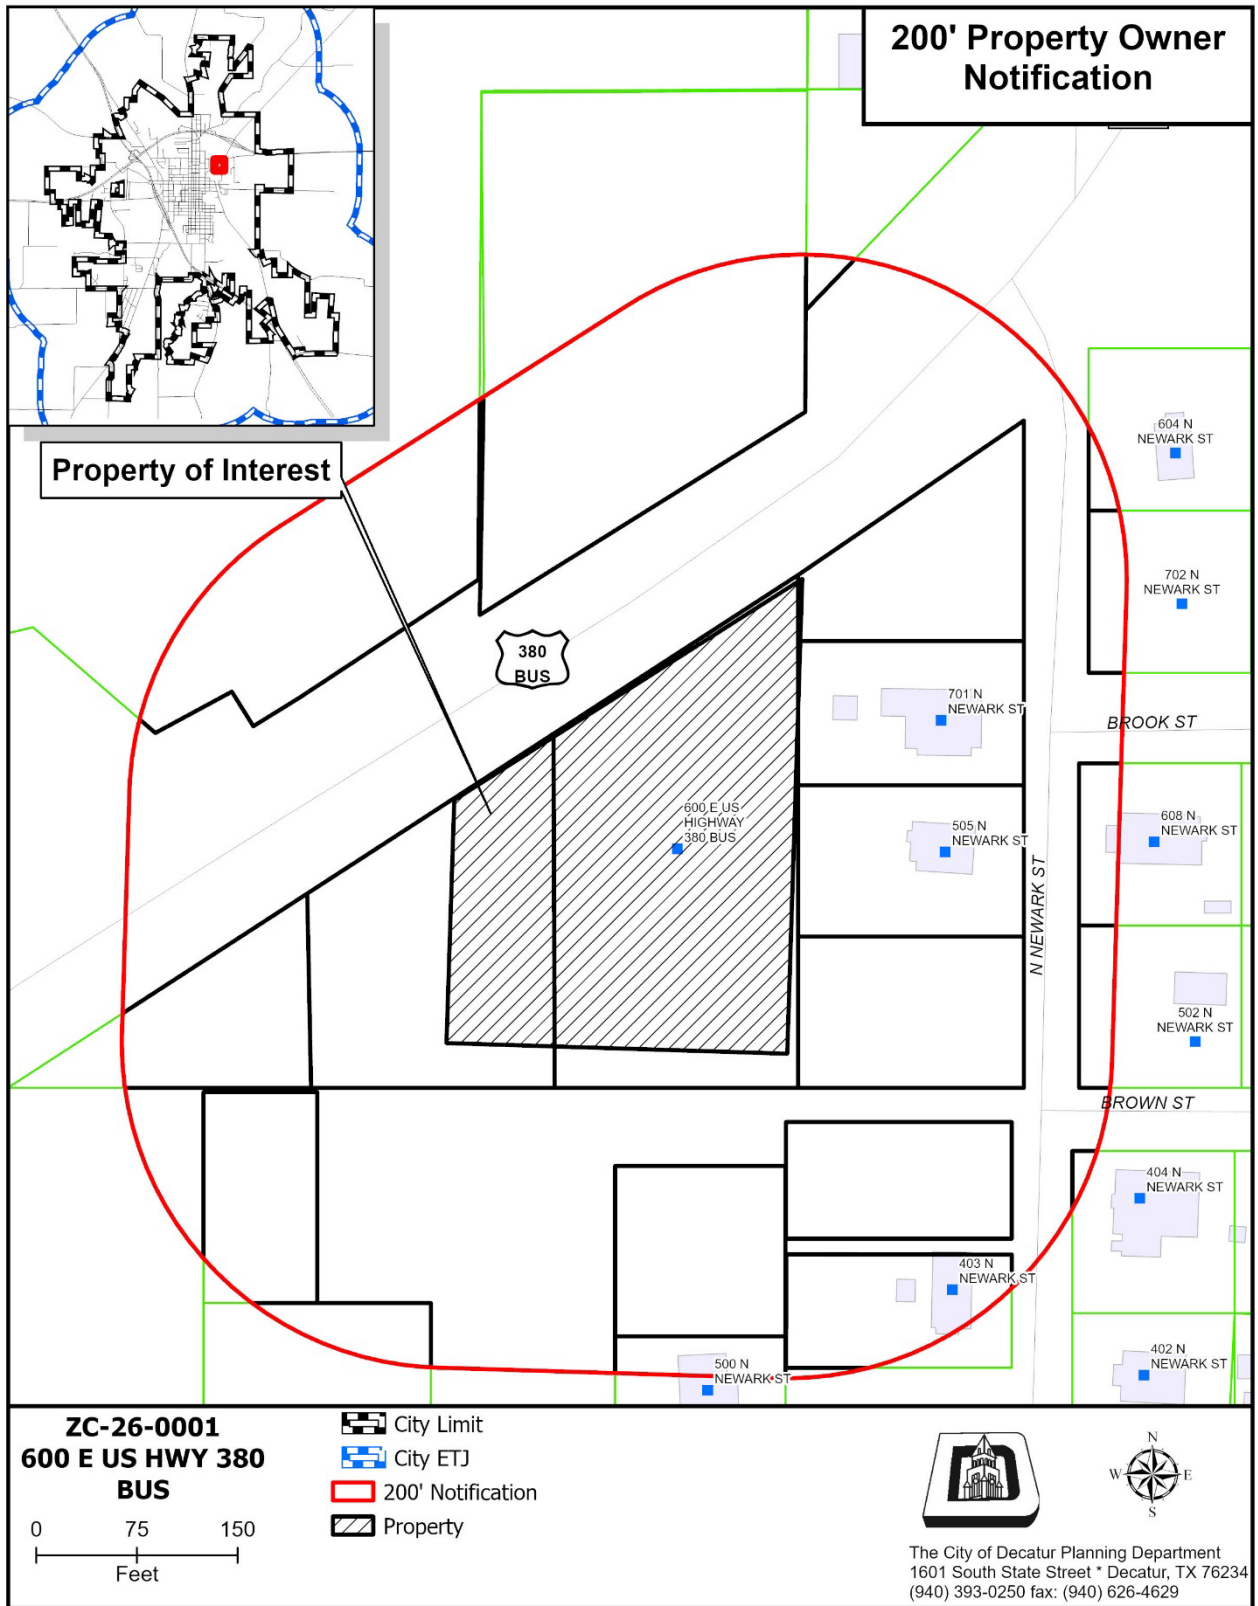 200' Property Owner
Notification
Property of Interest
604 N
NEWARK ST
702 N
NEWARK ST
380
BUS
701 N
NEWARK ST
BROOK ST
600 E US
HIGHWAY
380 BUS
505 N
NEWARK ST
608 N
NEWARK ST
N NEWARK ST
502 N
NEWARK ST
BROWN ST
404 N
NEWARK ST
403 N
NEWARK ST
500 N
NEWARK ST
402 N
NEWARK ST
ZC-26-0001
600 E US HWY 380
BUS
0 75 150
Feet
City Limit
City ETJ
200' Notification
Property
N
W E
S
The City of Decatur Planning Department
1601 South State Street * Decatur, TX 76234
(940) 393-0250 fax: (940) 626-4629